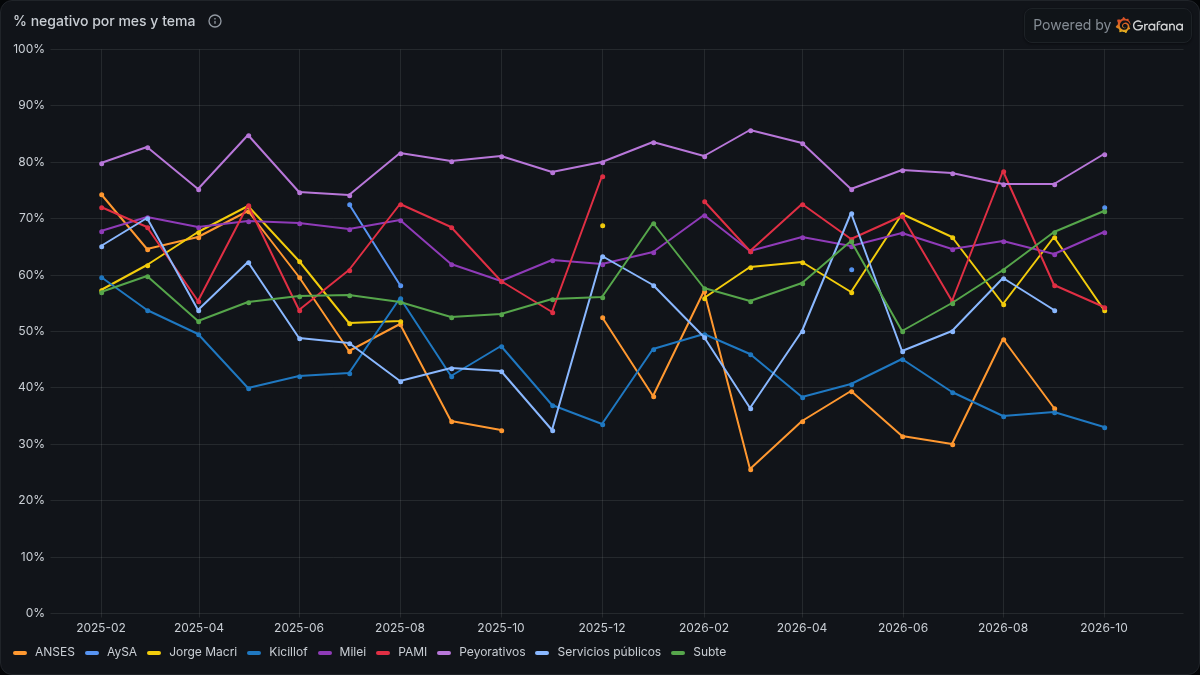 % negativo por mes y tema
Powered by Grafana
100%
90%
80%
70%
60%
50%
40%
30%
20%
10%
0%
2025-02 2025-04 2025-06 2025-08 2025-10 2025-12 2026-02 2026-04 2026-06 2026-08 2026-10
ANSES AySA Jorge Macri Kicillof Milei PAMI Peyorativos Servicios públicos Subte